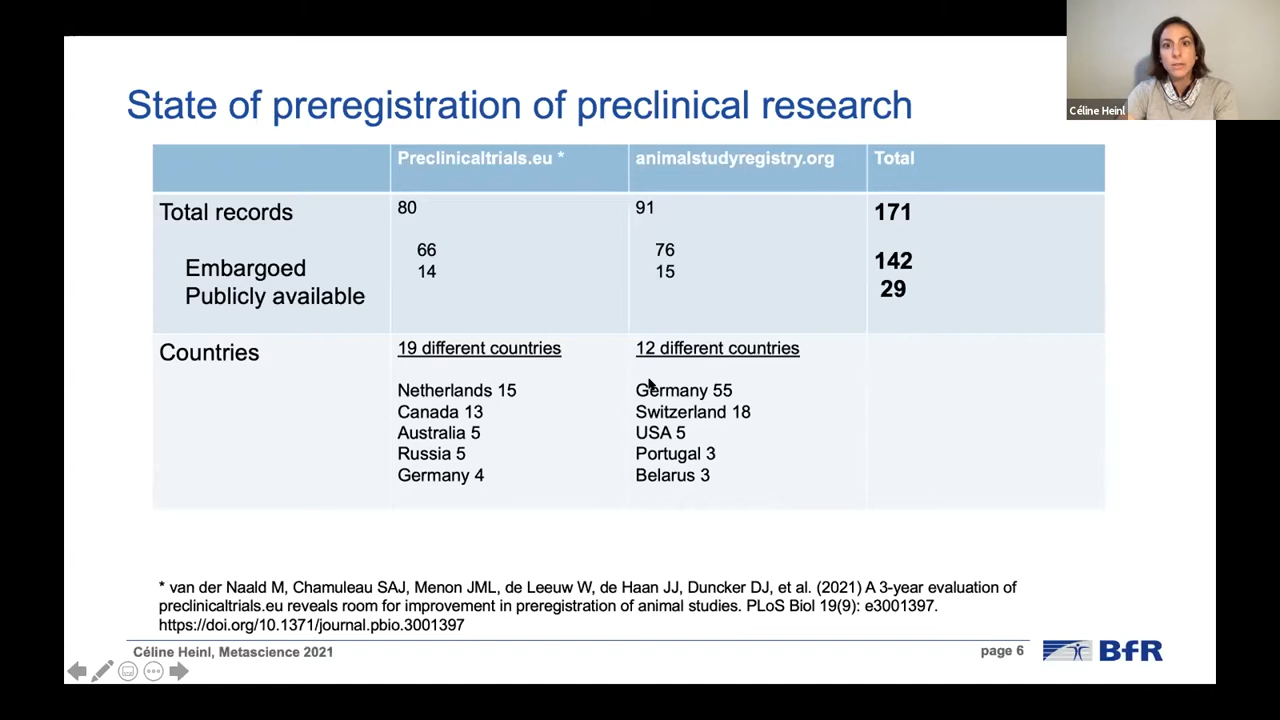 Céline Heinl
State of preregistration of preclinical research
Preclinicaltrials.eu * animalstudyregistry.org Total
Total records 80 91 171
66 76
Embargoed 142
14 15
Publicly available 29
Countries 19 different countries 12 different countries
Netherlands 15 Germany 55
Canada 13 Switzerland 18
Australia 5 USA 5
Russia 5 Portugal 3
Germany 4 Belarus 3
* van der Naald M, Chamuleau SAJ, Menon JML, de Leeuw W, de Haan JJ, Duncker DJ, et al. (2021) A 3-year evaluation of
preclinicaltrials.eu reveals room for improvement in preregistration of animal studies. PLoS Biol 19(9): e3001397.
https://doi.org/10.1371/journal.pbio.3001397
Céline Heinl, Metascience 2021 page 6 BfR